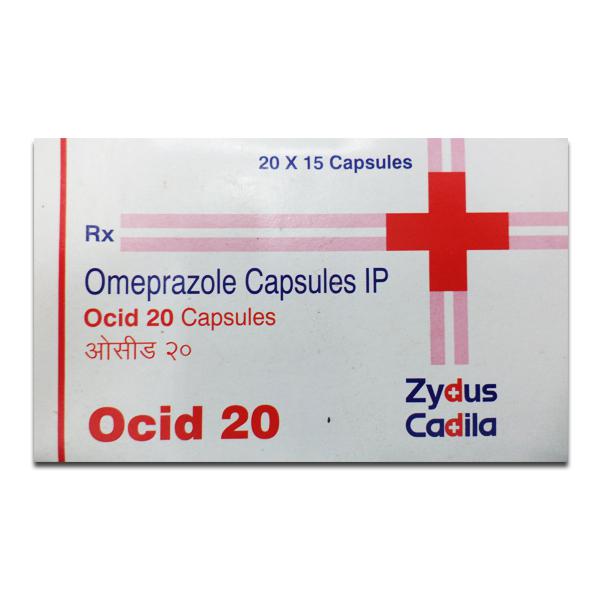 20 X 15 Capsules
Rx
Omeprazole Capsules IP
Ocid 20 Capsules
ओसीड २०
Ocid 20
Zydus
Cadila